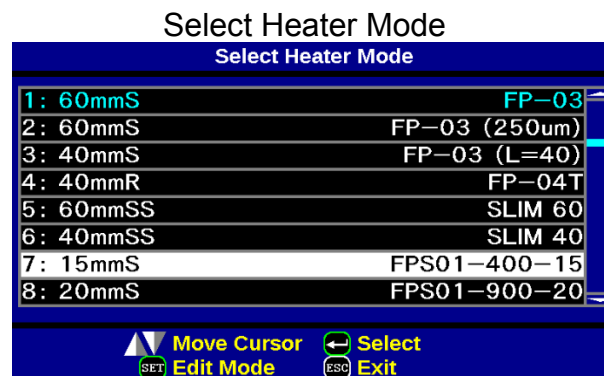 Select Heater Mode
Select Heater Mode
1: 60mmS FP-03
2: 60mmS FP-03 (250um)
3: 40mmS FP-03 (L=40)
4: 40mmR FP-04T
5: 60mmSS SLIM 60
6: 40mmSS SLIM 40
7: 15mmS FPS01-400-15
8: 20mmS FPS01-900-20
Move Cursor Select
SET Edit Mode ESC Exit